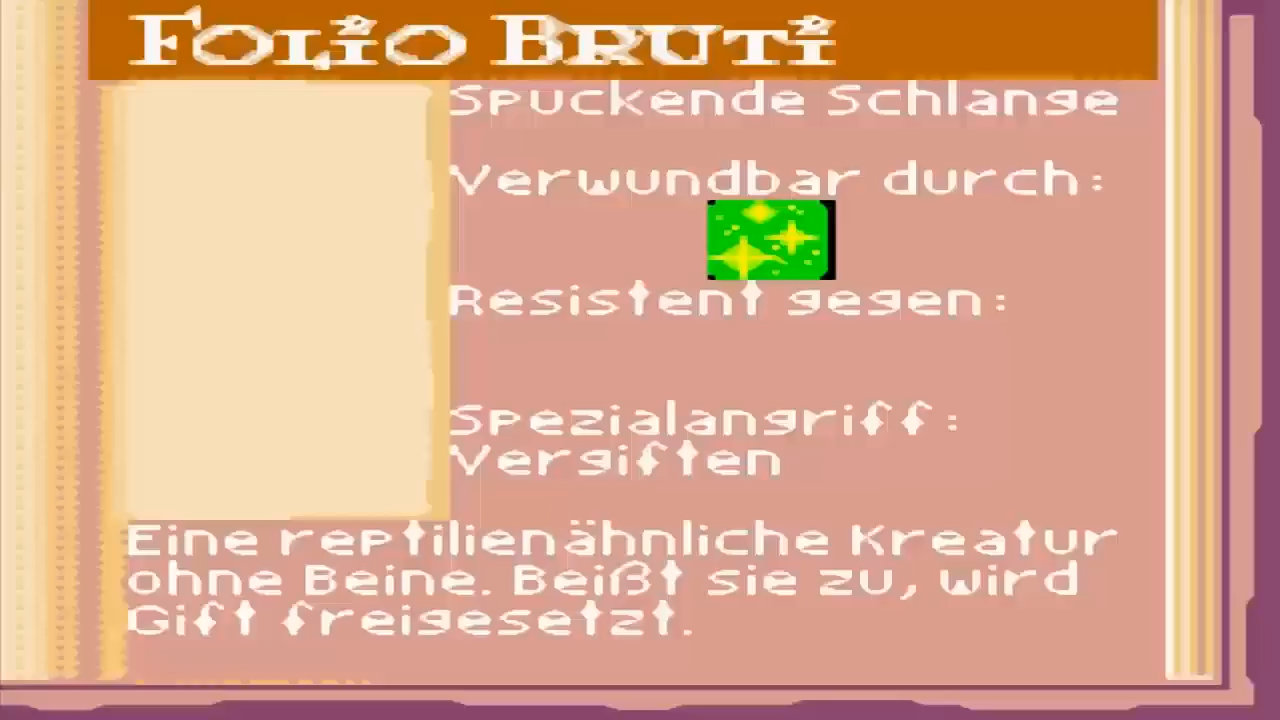 Folio Bruti
Spuckende Schlange
Verwundbar durch:
Resistent gegen:
Spezialangriff:
Vergiften
Eine reptilienähnliche Kreatur
ohne Beine. Beißt sie zu, wird
Gift freigesetzt.